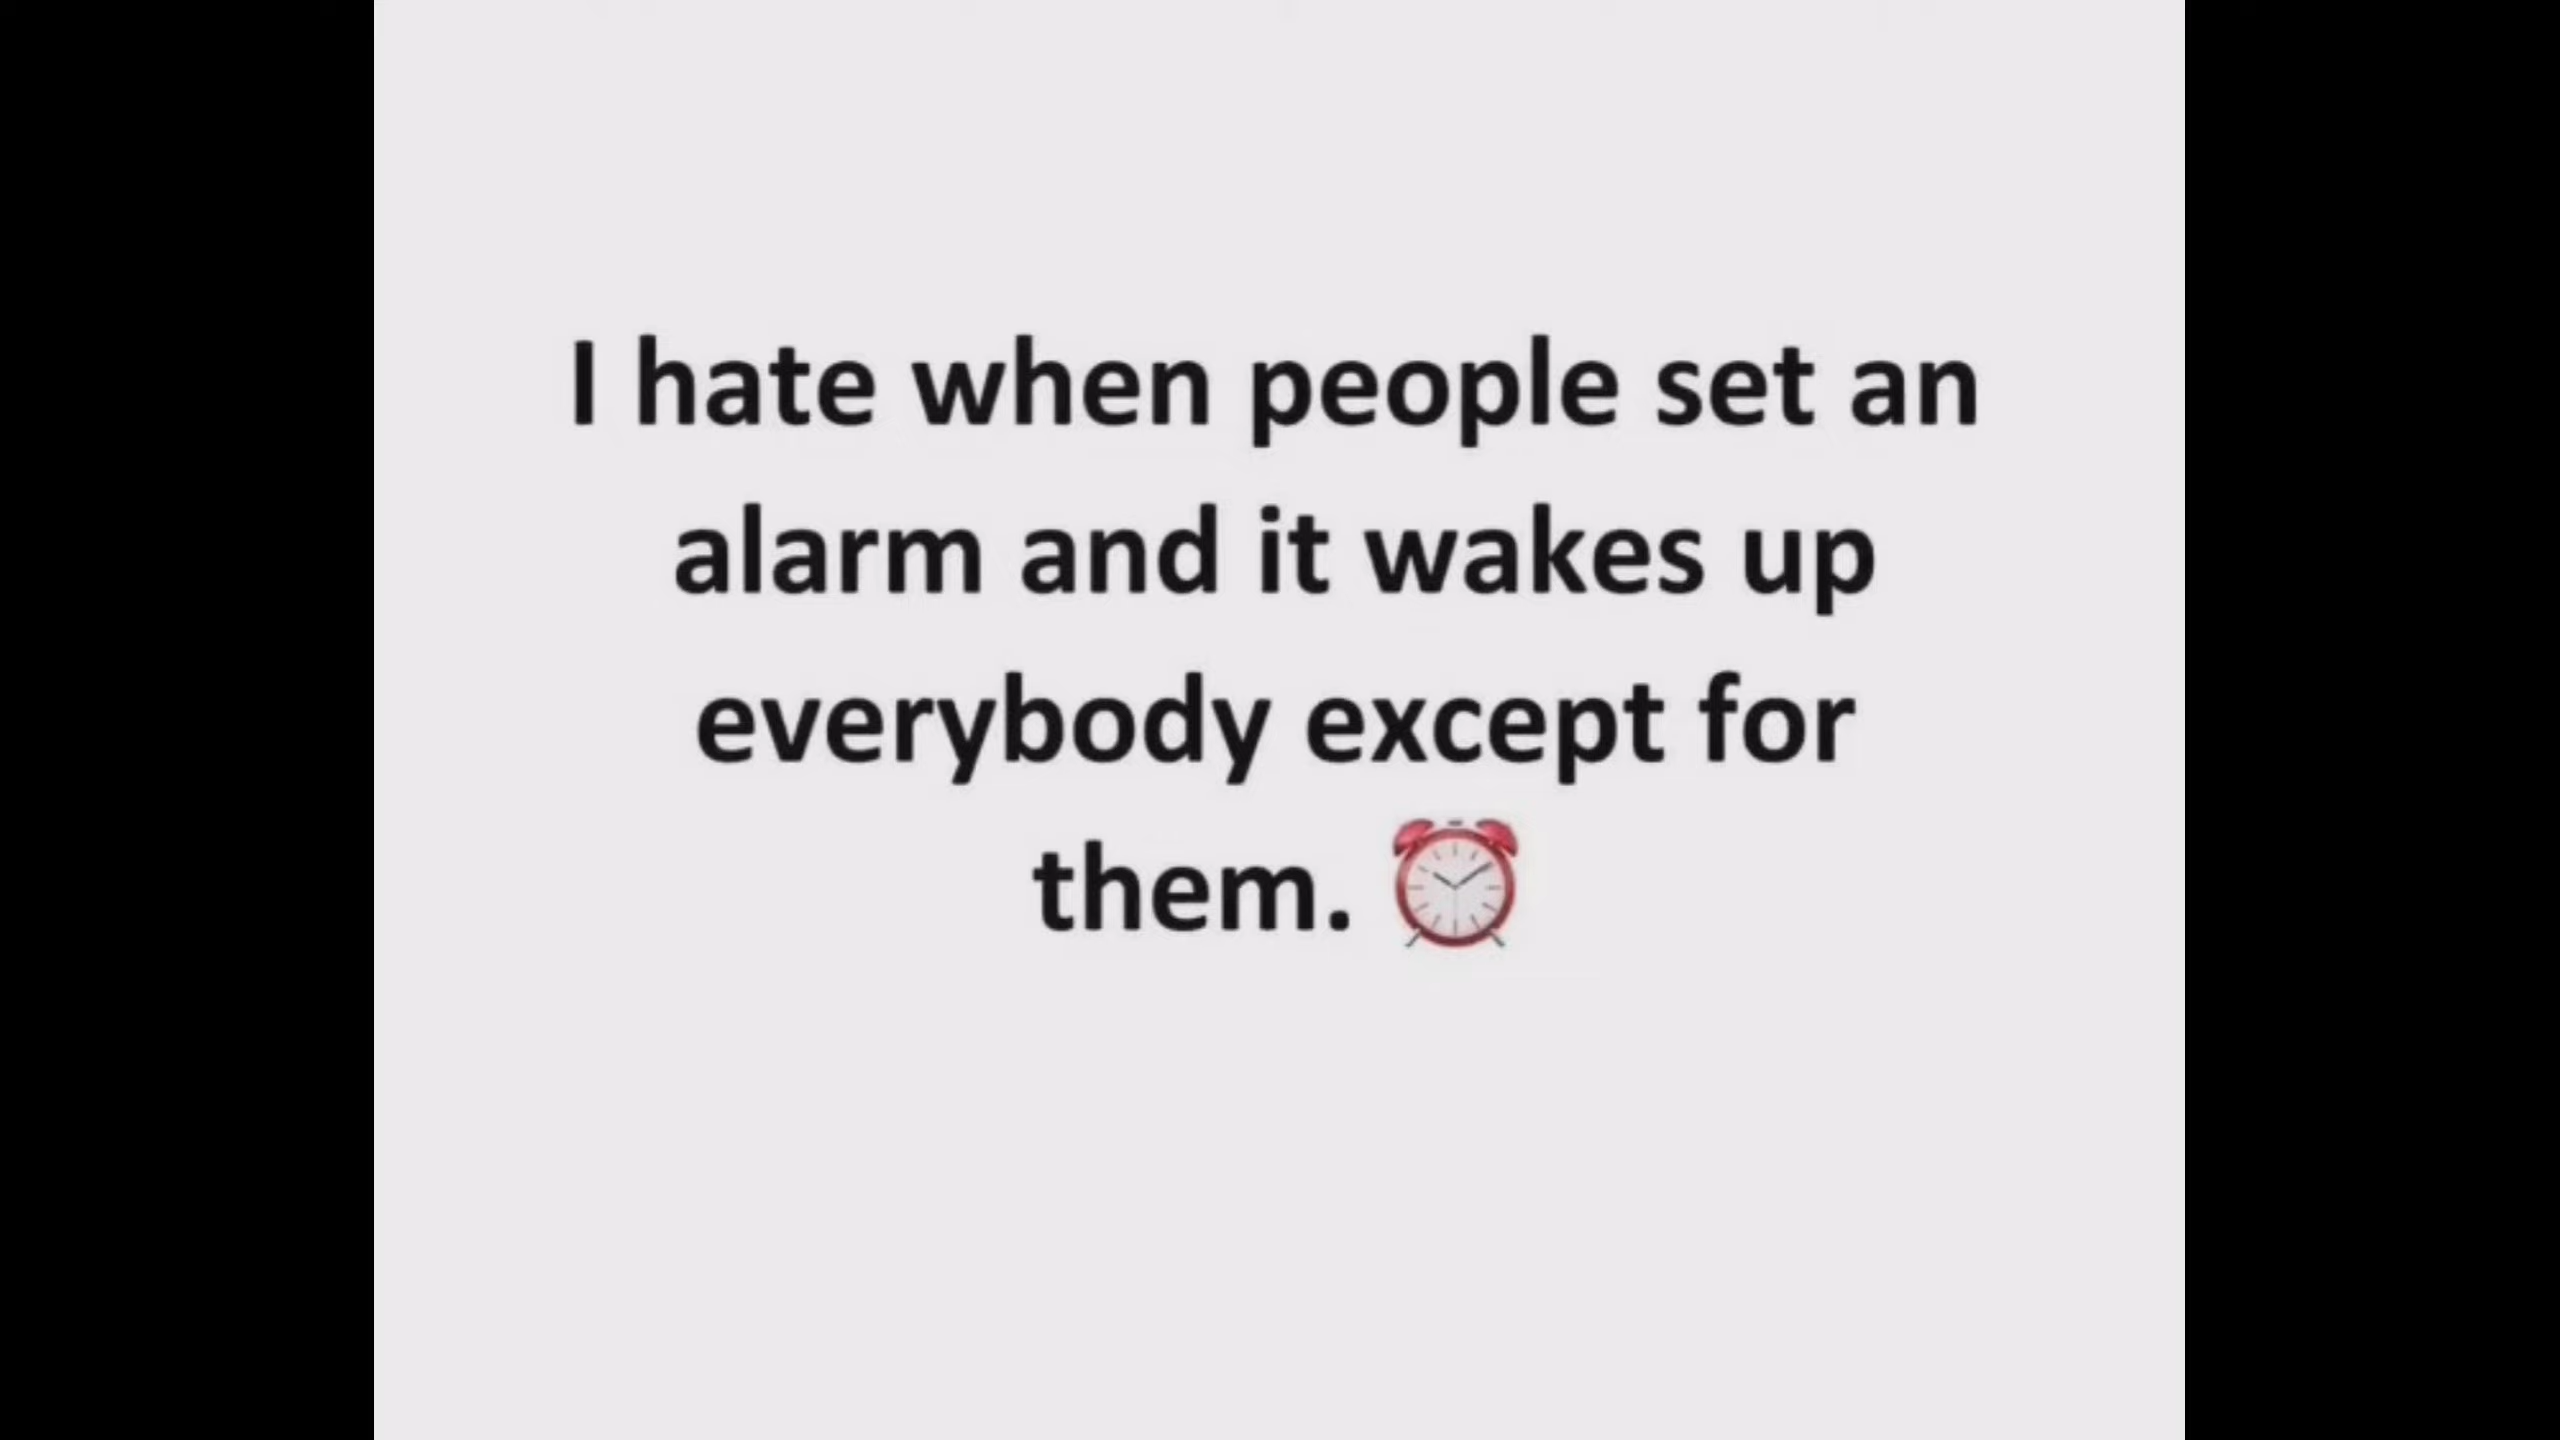 I hate when people set an
alarm and it wakes up
everybody except for
them. ⏰